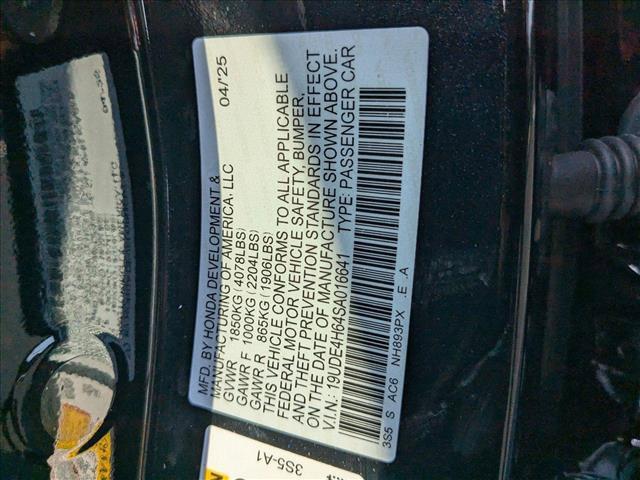 MFD. BY HONDA DEVELOPMENT &
MANUFACTURING OF AMERICA, LLC 04/25
GVWR 1850KG (4078LBS)
GAWR F 1000KG (2204LBS)
GAWR R 865KG (1906LBS)
THIS VEHICLE CONFORMS TO ALL APPLICABLE
FEDERAL MOTOR VEHICLE SAFETY, BUMPER,
AND THEFT PREVENTION STANDARDS IN EFFECT
ON THE DATE OF MANUFACTURE SHOWN ABOVE.
V.I.N.: 19UDE4H64SA016641 TYPE: PASSENGER CAR
3S5 S AC6 NH893PX .E .A
3S5-A1